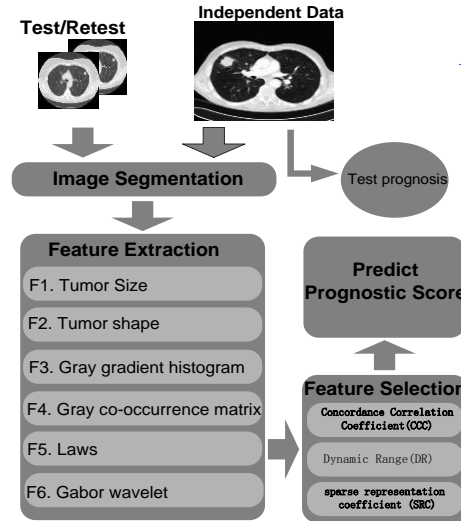 Test/Retest
Independent Data
Image Segmentation
Test prognosis
Feature Extraction
F1. Tumor Size
F2. Tumor shape
F3. Gray gradient histogram
F4. Gray co-occurrence matrix
F5. Laws
F6. Gabor wavelet
Predict
Prognostic Score
Feature Selection
Concordance Correlation
Coefficient(CCC)
Dynamic Range(DR)
sparse representation
coefficient (SRC)